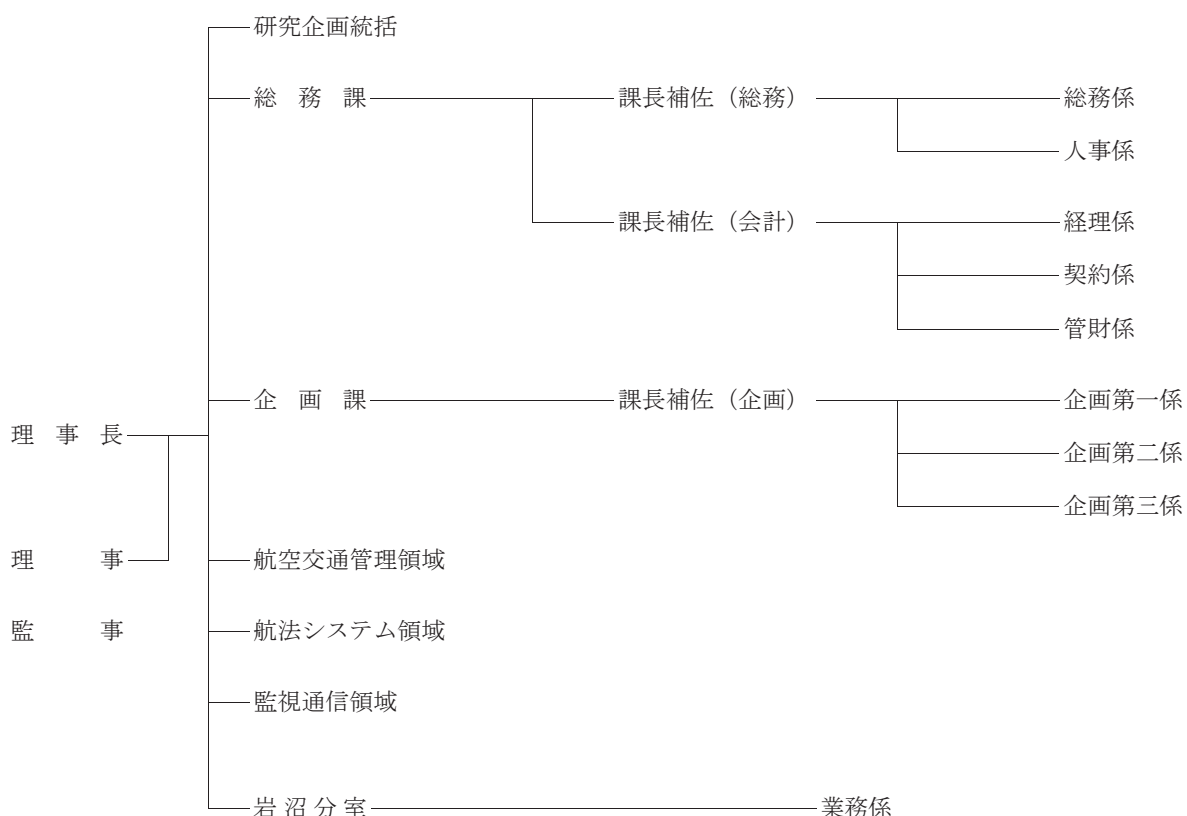 研究企画統括
総務課 課長補佐（総務） 総務係
人事係
課長補佐（会計） 経理係
契約係
管財係
企画課 課長補佐（企画） 企画第一係
理事長
企画第二係
企画第三係
理事 航空交通管理領域
監事 航法システム領域
監視通信領域
岩沼分室 業務係